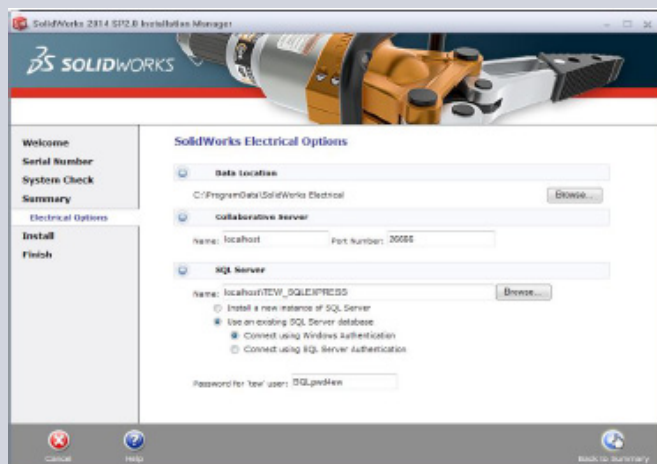 SolidWorks 2014 SP2.0 Installation Manager
SOLIDWORKS
Welcome
Serial Number
System Check
Summary
Electrical Options
Install
Finish
SolidWorks Electrical Options
Data Location
C:\ProgramData\SolidWorks Electrical
Browse...
Collaborative Server
Name: localhost Port Number: 26666
SQL Server
Name: localhost\TEW_SQLEXPRESS Browse...
Install a new instance of SQL Server
Use an existing SQL Server database
Connect using Windows Authentication
Connect using SQL Server Authentication
Password for 'tew' user: SQLpwd4ew
Cancel
Help
Back to Summary